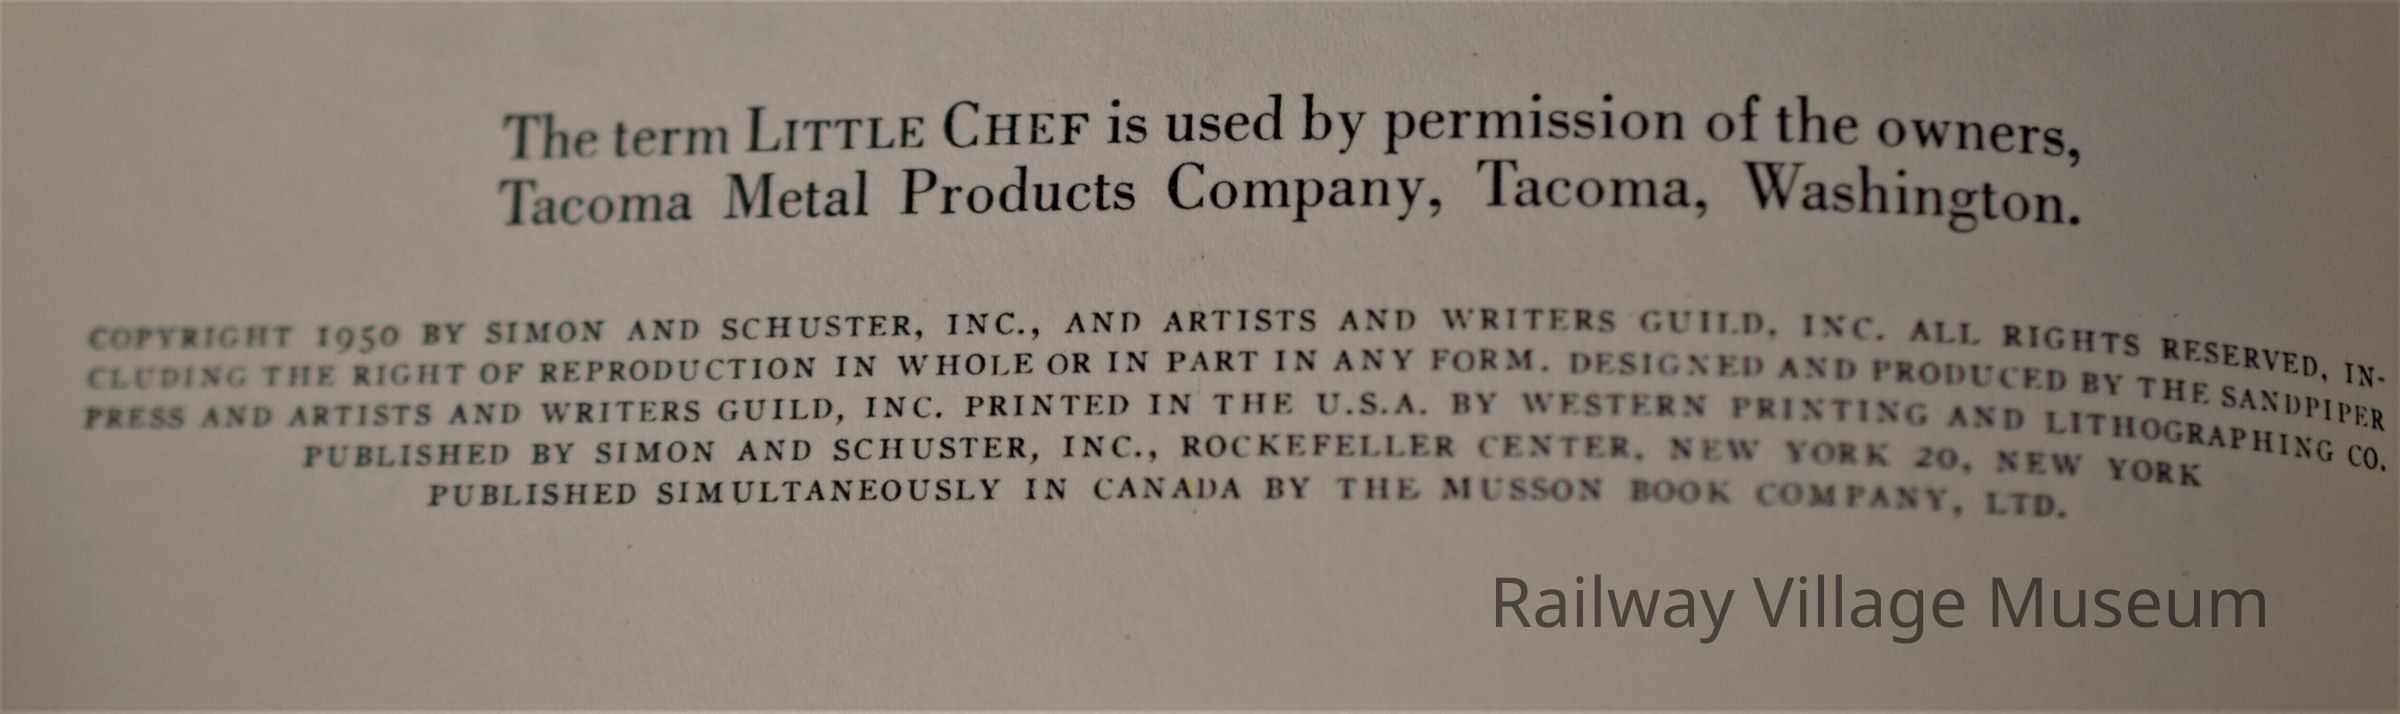 The term LITTLE CHEF is used by permission of the owners,
Tacoma Metal Products Company, Tacoma, Washington.
COPYRIGHT 1950 BY SIMON AND SCHUSTER, INC., AND ARTISTS AND WRITERS GUILD, INC. ALL RIGHTS RESERVED, IN-
CLUDING THE RIGHT OF REPRODUCTION IN WHOLE OR IN PART IN ANY FORM. DESIGNED AND PRODUCED BY THE SANDPIPER
PRESS AND ARTISTS AND WRITERS GUILD, INC. PRINTED IN THE U.S.A. BY WESTERN PRINTING AND LITHOGRAPHING CO.
PUBLISHED BY SIMON AND SCHUSTER, INC., ROCKEFELLER CENTER, NEW YORK 20, NEW YORK
PUBLISHED SIMULTANEOUSLY IN CANADA BY THE MUSSON BOOK COMPANY, LTD.
Railway Village Museum